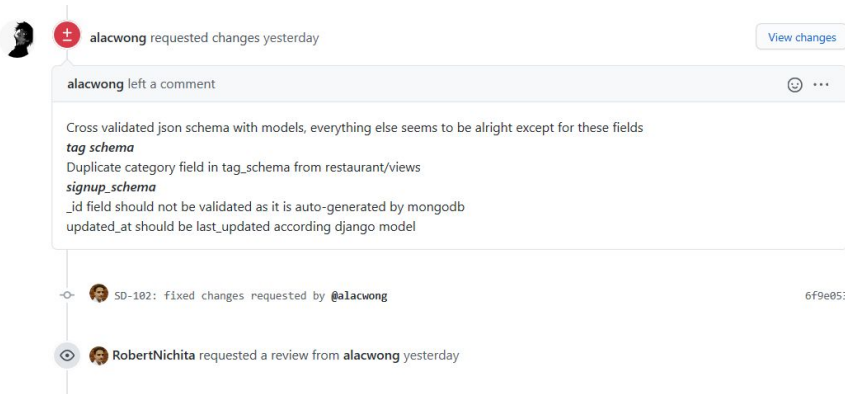 alacwong requested changes yesterday
View changes
alacwong left a comment
Cross validated json schema with models, everything else seems to be alright except for these fields
tag schema
Duplicate category field in tag_schema from restaurant/views
signup_schema
_id field should not be validated as it is auto-generated by mongodb
updated_at should be last_updated according django model
SD-102: fixed changes requested by @alacwong
6f9e053
RobertNichita requested a review from alacwong yesterday